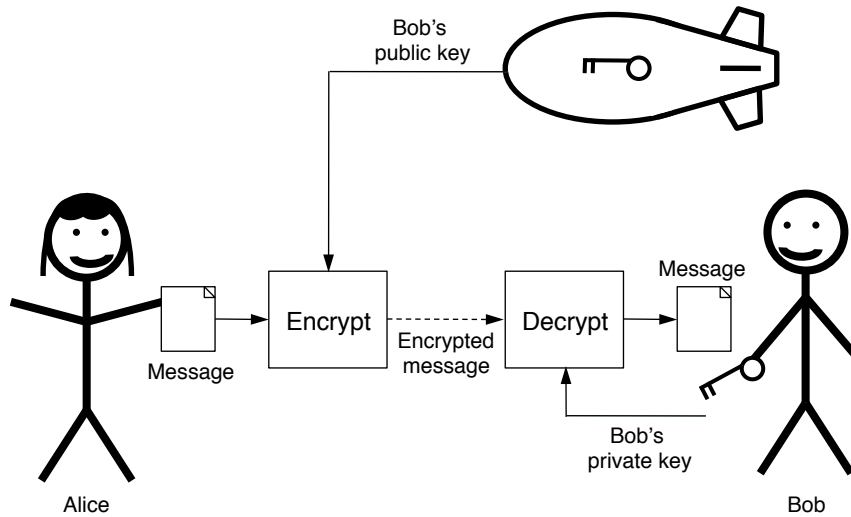 Bob's
public key
Message
Encrypt
Decrypt
Encrypted
message
Message
Bob's
private key
Alice
Bob